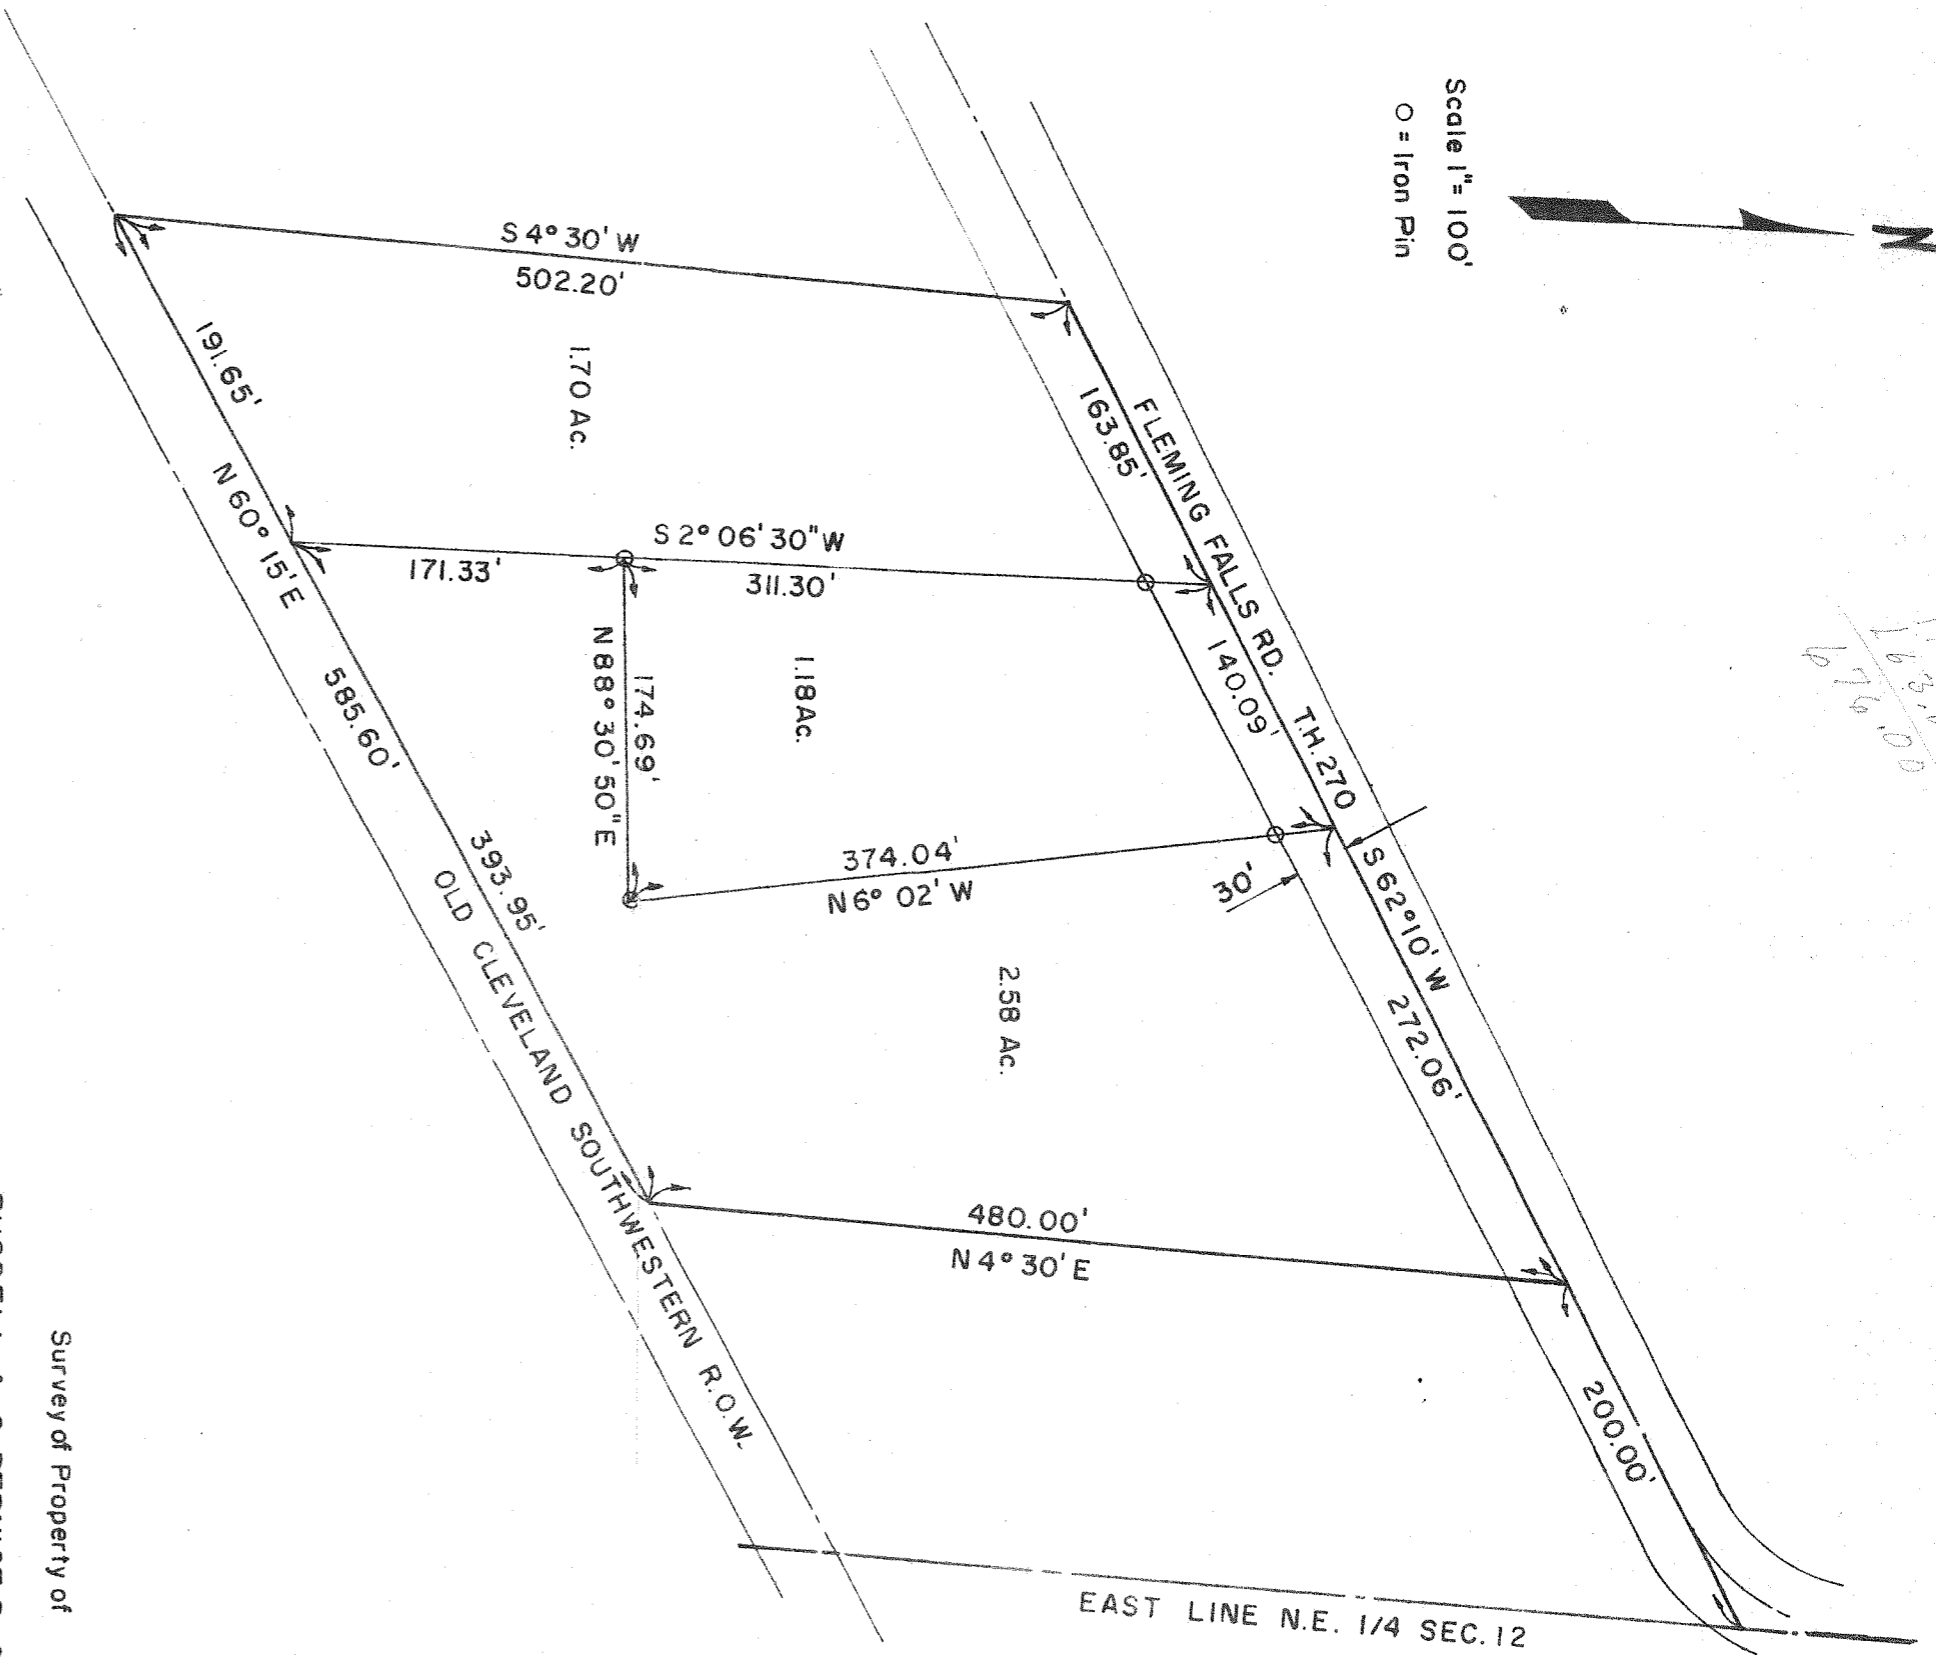 N
Scale 1"= 100'
O = Iron Pin
FLEMING FALLS RD. T.H. 270
S 62°10' W
163.85'
140.09'
272.06'
200.00'
30'
S 4° 30' W
502.20'
1.70 Ac.
S 2° 06' 30" W
171.33'
311.30'
1.18 Ac.
174.69'
N 88° 30' 50" E
374.04'
N 6° 02' W
2.58 Ac.
480.00'
N 4° 30' E
191.65'
393.95'
N 60° 15' E 585.60'
OLD CLEVELAND SOUTHWESTERN R.O.W.
EAST LINE N.E. 1/4 SEC. 12
Survey of Property of